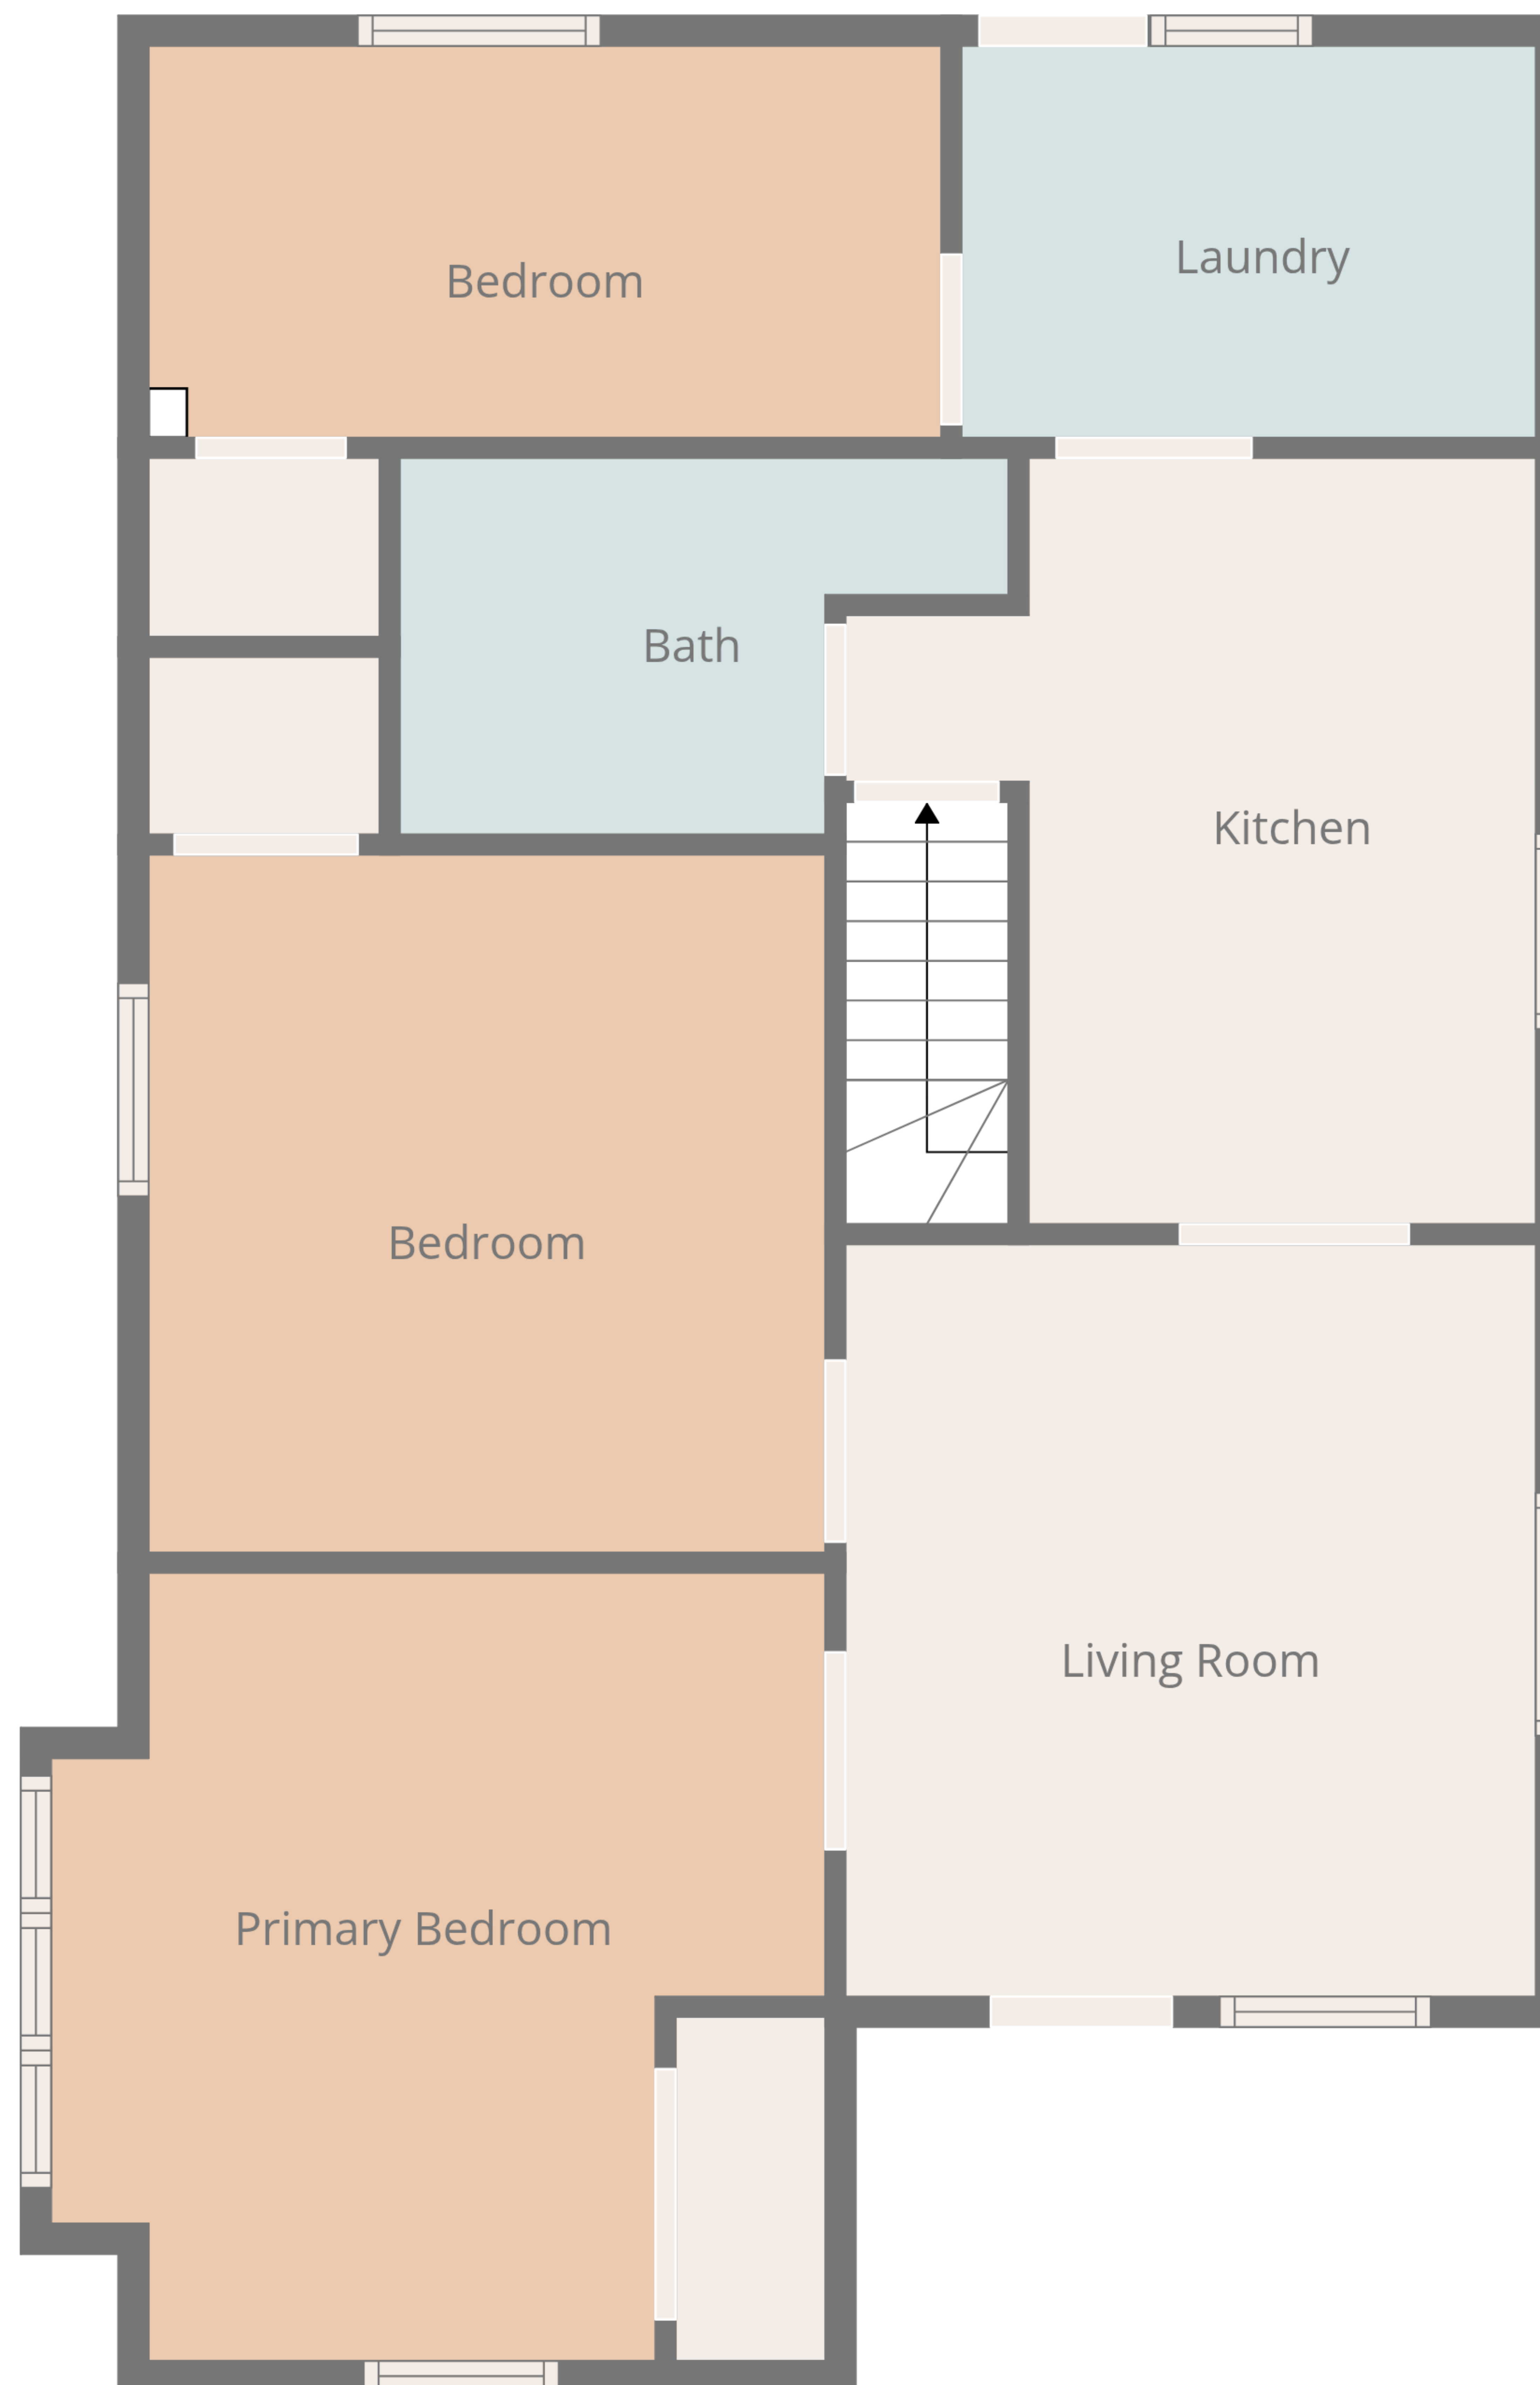 Laundry
Bedroom
Bath
Kitchen
Bedroom
Living Room
Primary Bedroom